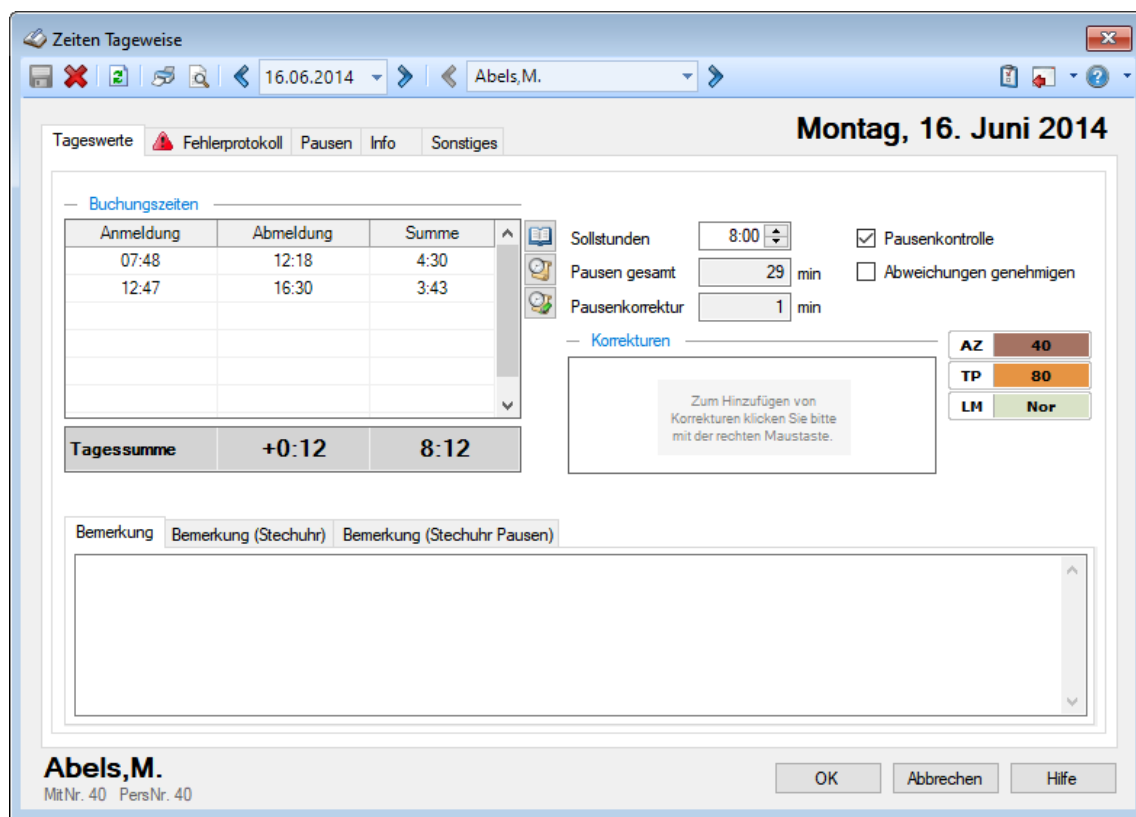 Zeiten Tageweise
16.06.2014 Abels,M.
Montag, 16. Juni 2014
Tageswerte Fehlerprotokoll Pausen Info Sonstiges
Buchungszeiten
Anmeldung Abmeldung Summe
07:48 12:18 4:30
12:47 16:30 3:43
Tagessumme +0:12 8:12
Sollstunden 8:00
Pausen gesamt 29 min
Pausenkorrektur 1 min
Pausenkontrolle
Abweichungen genehmigen
Korrekturen
Zum Hinzufügen von
Korrekturen klicken Sie bitte
mit der rechten Maustaste.
AZ 40
TP 80
LM Nor
Bemerkung Bemerkung (Stechuhr) Bemerkung (Stechuhr Pausen)
Abels,M.
MitNr. 40 PersNr. 40
OK Abbrechen Hilfe